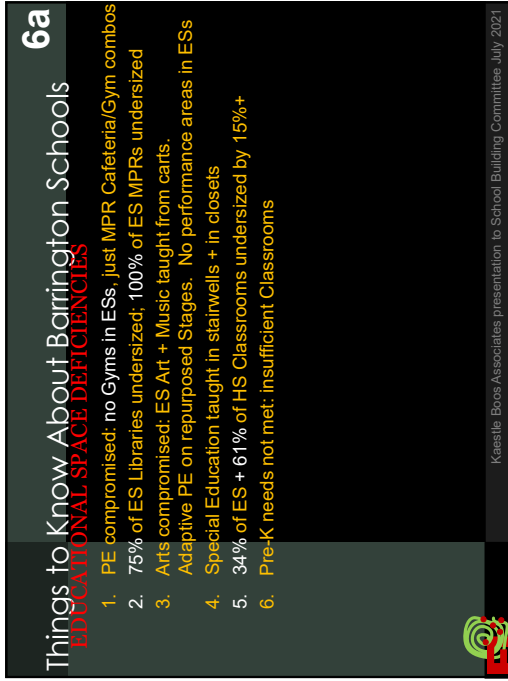 Things to Know About Barrington Schools
6a
EDUCATIONAL SPACE DEFICIENCIES
1. PE compromised: no Gyms in ESs, just MPR Cafeteria/Gym combos
2. 75% of ES Libraries undersized; 100% of ES MPRs undersized
3. Arts compromised: ES Art + Music taught from carts.
Adaptive PE on repurposed Stages. No performance areas in ESs
4. Special Education taught in stairwells + in closets
5. 34% of ES + 61% of HS Classrooms undersized by 15%+
6. Pre-K needs not met: insufficient Classrooms
Kaestle Boos Associates presentation to School Building Committee July 2021